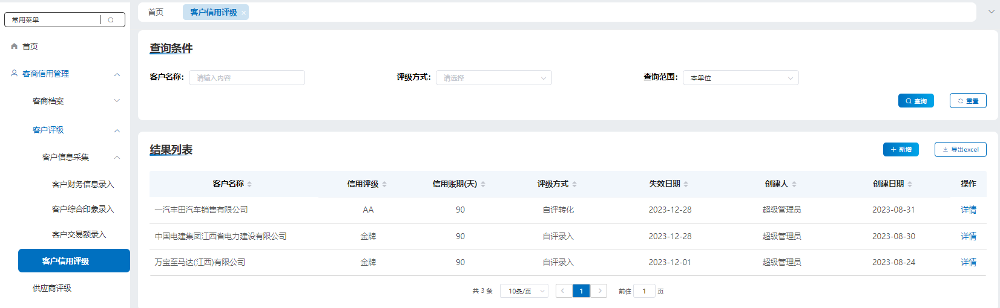 常用菜单
首页
客商信用管理
客商档案
客户评级
客户信息采集
客户财务信息录入
客户综合印象录入
客户交易额录入
客户信用评级
供应商评级
首页 客户信用评级
查询条件
客户名称: 请输入内容 评级方式: 请选择 查询范围: 本单位
查询 重置
结果列表
新增 导出excel
客户名称 信用评级 信用账期(天) 评级方式 失效日期 创建人 创建日期 操作
一汽丰田汽车销售有限公司 AA 90 自评转化 2023-12-28 超级管理员 2023-08-31 详情
中国电建集团江西省电力建设有限公司 金牌 90 自评录入 2023-12-28 超级管理员 2023-08-30 详情
万宝至马达(江西)有限公司 金牌 90 自评录入 2023-12-01 超级管理员 2023-08-24 详情
共 3 条 10条/页 1 前往 1 页